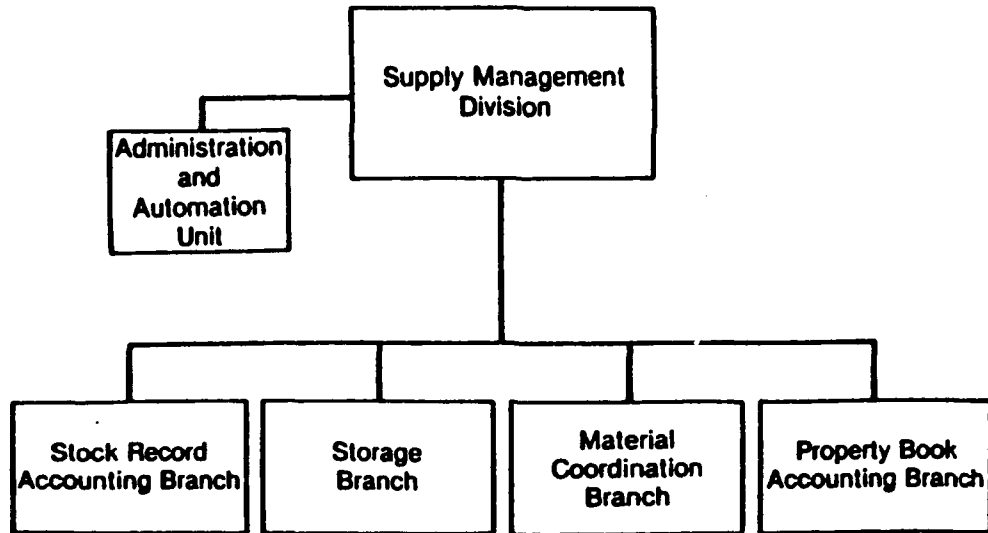 Supply Management
Division
Administration
and
Automation
Unit
Stock Record
Accounting Branch
Storage
Branch
Material
Coordination
Branch
Property Book
Accounting Branch